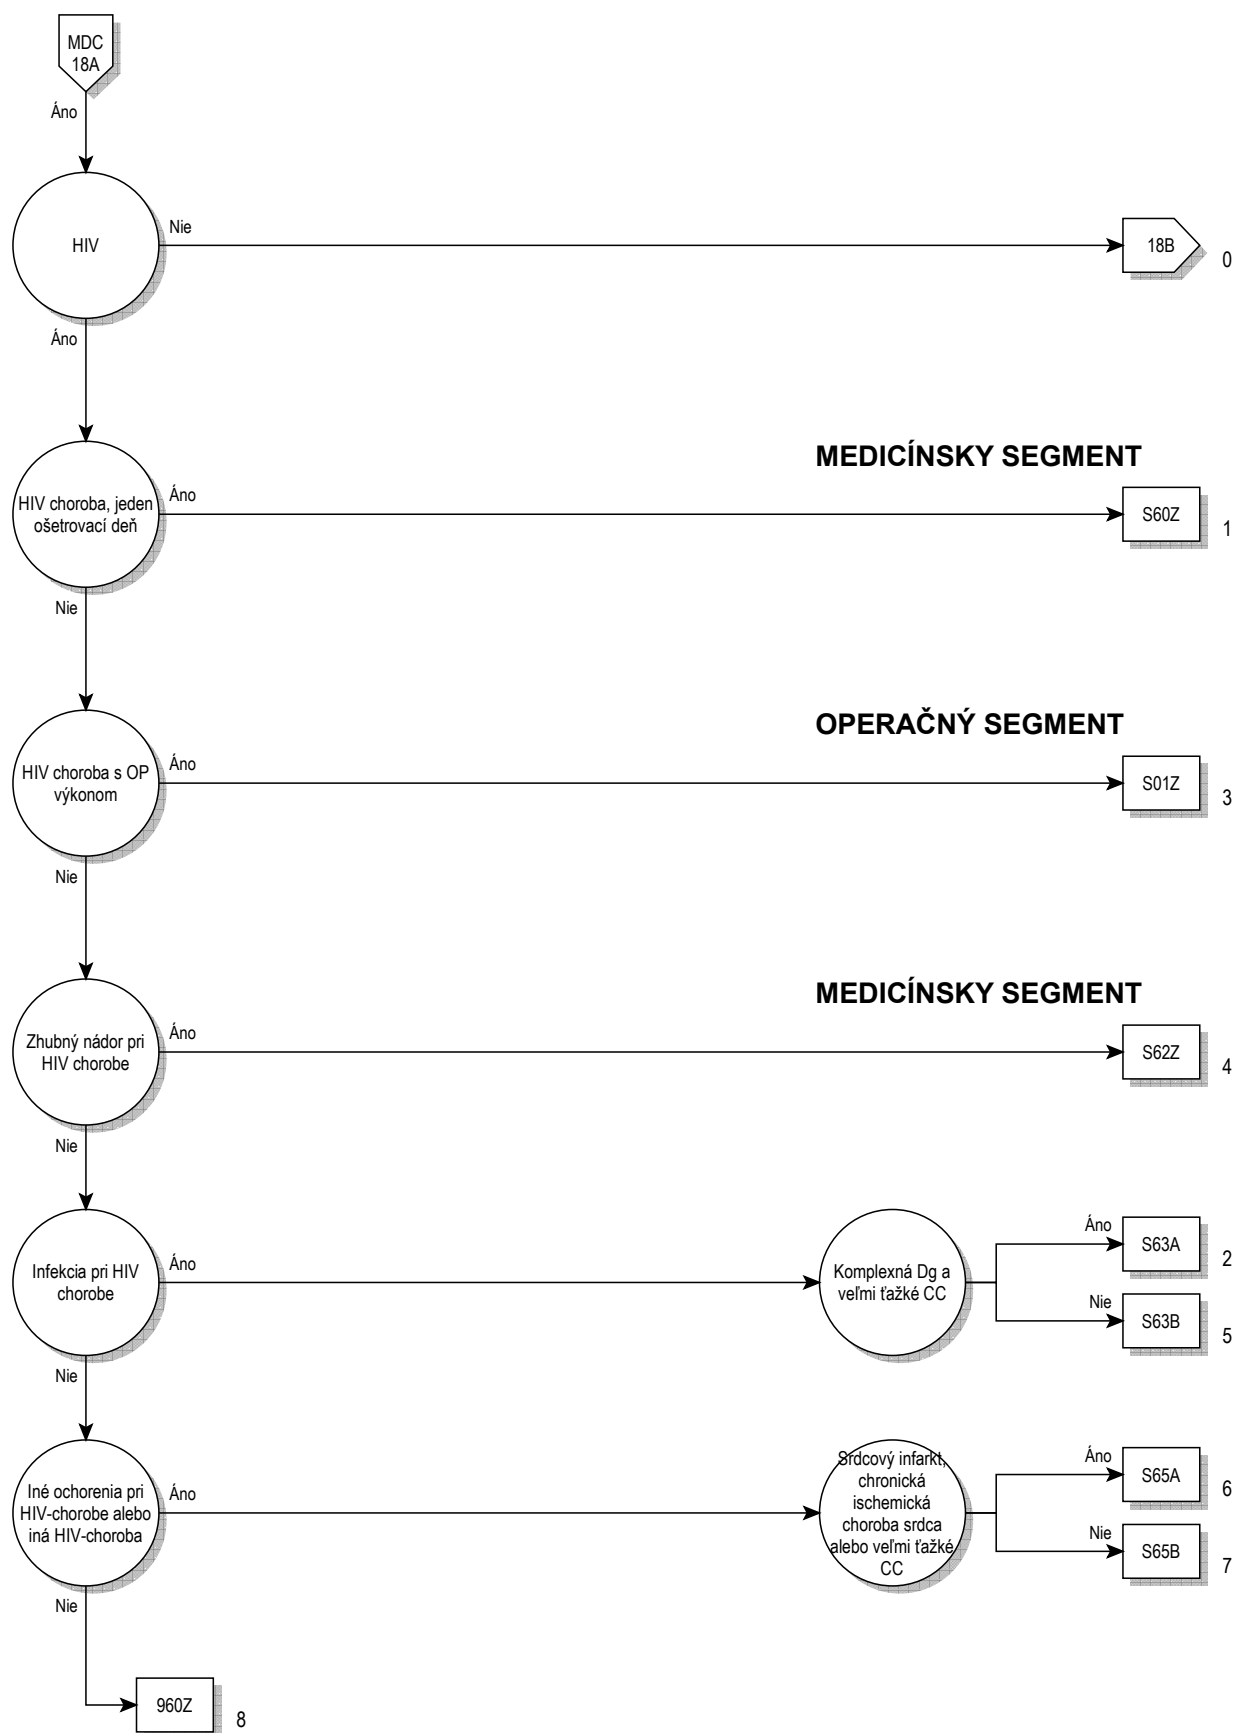 MDC
18A
Áno
HIV
Nie
18B
0
Áno
MEDICÍNSKY SEGMENT
HIV choroba, jeden
ošetrovací deň
Áno
S60Z
1
Nie
OPERAČNÝ SEGMENT
HIV choroba s OP
výkonom
Áno
S01Z
3
Nie
MEDICÍNSKY SEGMENT
Zhubný nádor pri
HIV chorobe
Áno
S62Z
4
Nie
Infekcia pri HIV
chorobe
Áno
Komplexná Dg a
veľmi ťažké CC
Áno
S63A
2
Nie
S63B
5
Nie
Iné ochorenia pri
HIV-chorobe alebo
iná HIV-choroba
Áno
Srdcový infarkt,
chronická
ischemická
choroba srdca
alebo veľmi ťažké
CC
Áno
S65A
6
Nie
S65B
7
Nie
960Z
8